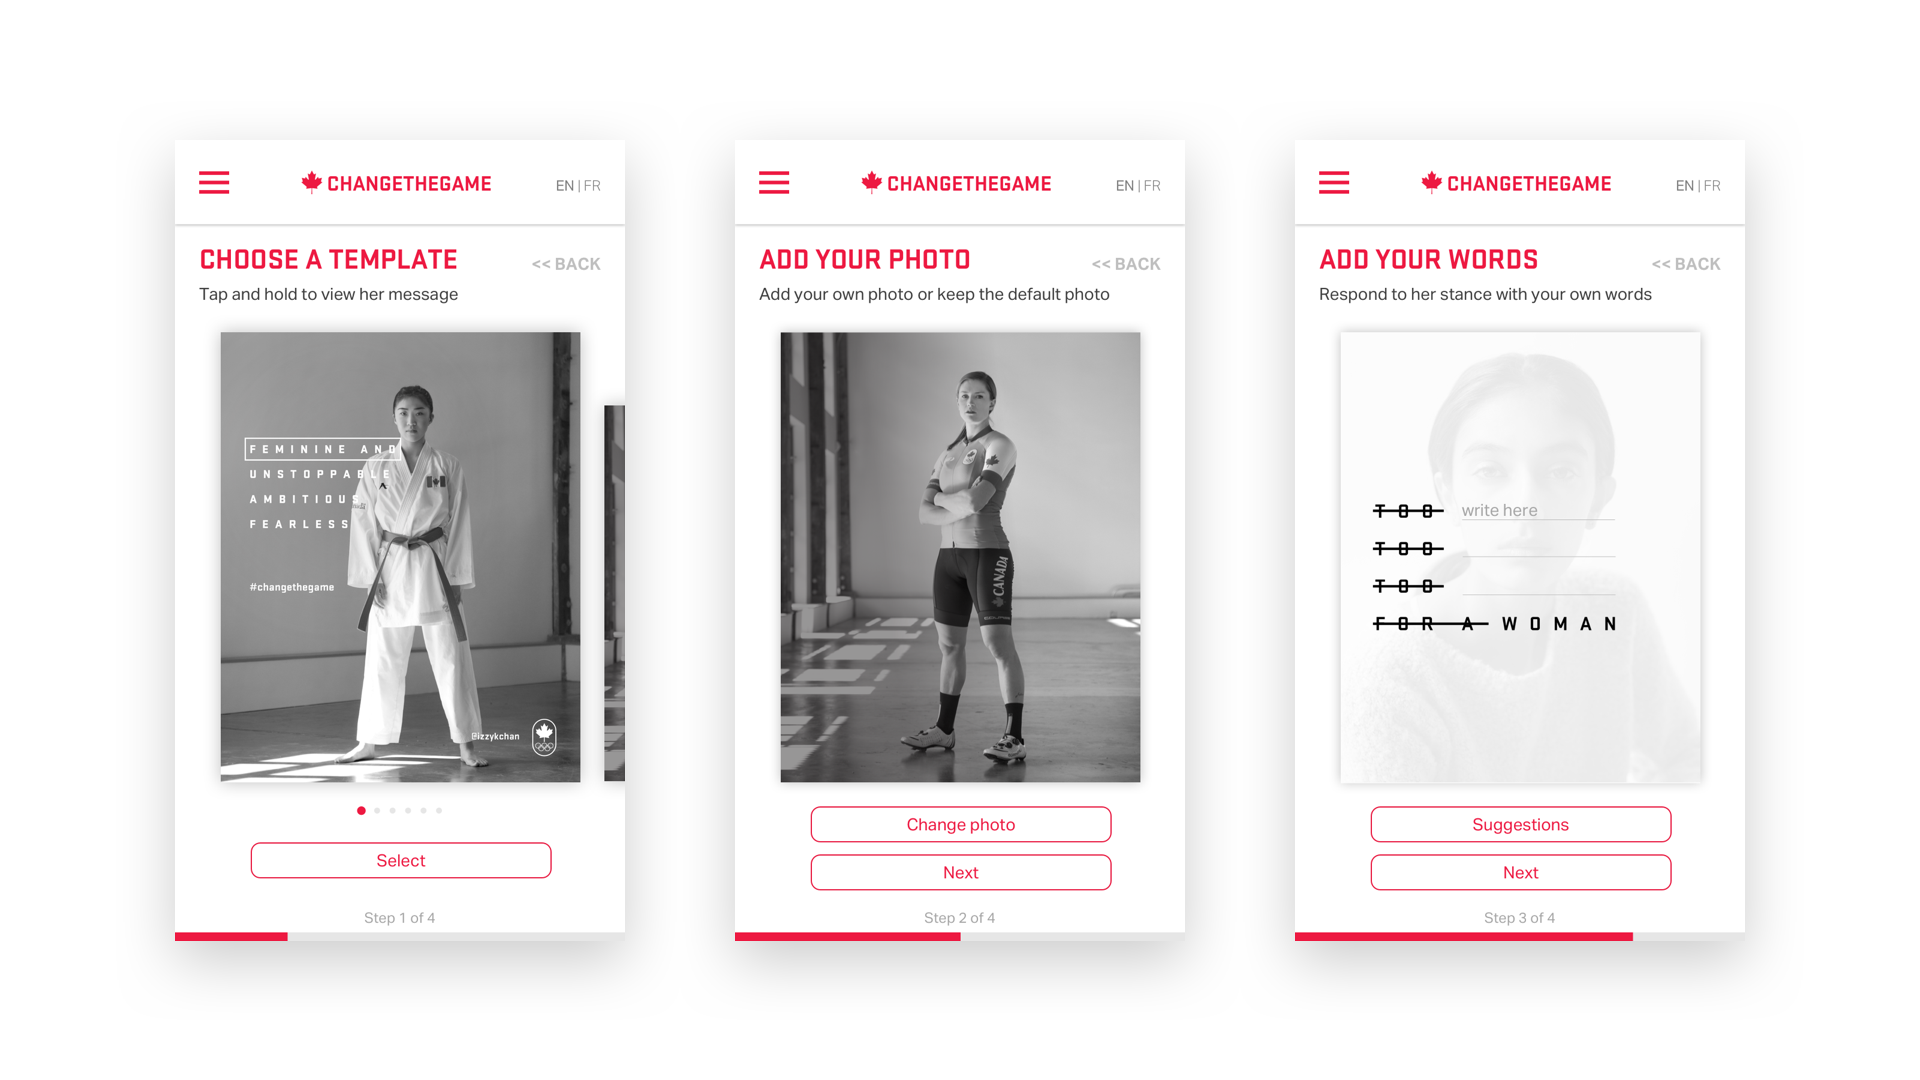 CHANGETHEGAME
EN | FR
CHOOSE A TEMPLATE
<< BACK
Tap and hold to view her message
FEMININE AND
UNSTOPPABLE
AMBITIOUS
FEARLESS
#changethegame
@izzykchan
Select
Step 1 of 4
CHANGETHEGAME
EN | FR
ADD YOUR PHOTO
<< BACK
Add your own photo or keep the default photo
CANADA
Change photo
Next
Step 2 of 4
CHANGETHEGAME
EN | FR
ADD YOUR WORDS
<< BACK
Respond to her stance with your own words
TOO write here
TOO
TOO
FOR A WOMAN
Suggestions
Next
Step 3 of 4